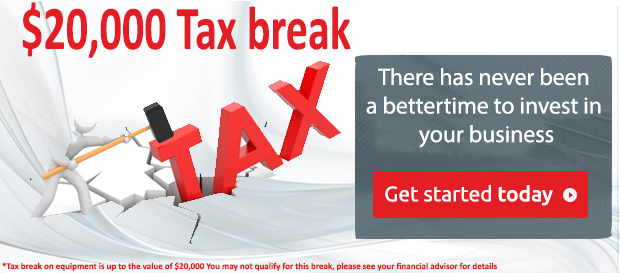 $20,000 Tax break
TAX
There has never been
a bettertime to invest in
your business
Get started today
*Tax break on equipment is up to the value of $20,000 You may not qualify for this break, please see your financial advisor for details